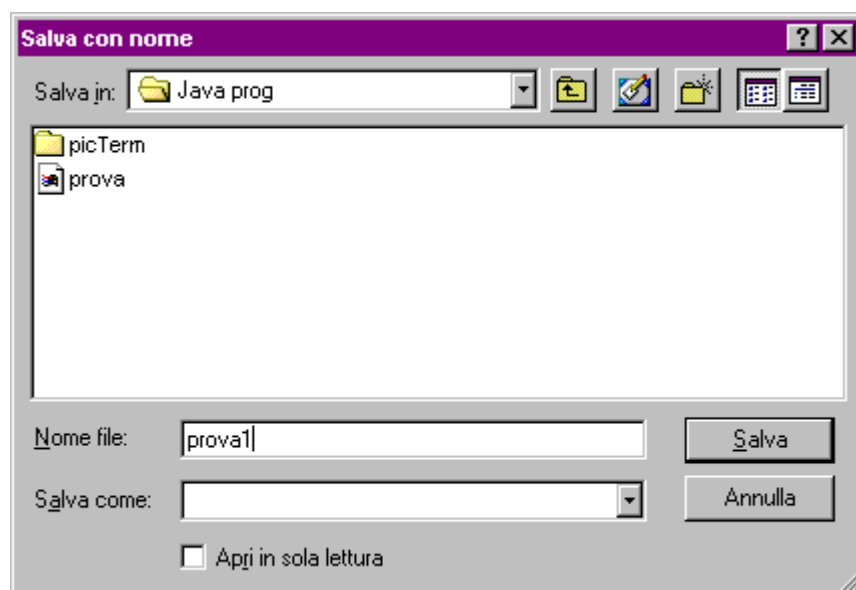 Salva con nome
Salva in: Java prog
picTerm
prova
Nome file: prova1 Salva
Salva come: Annulla
Apri in sola lettura